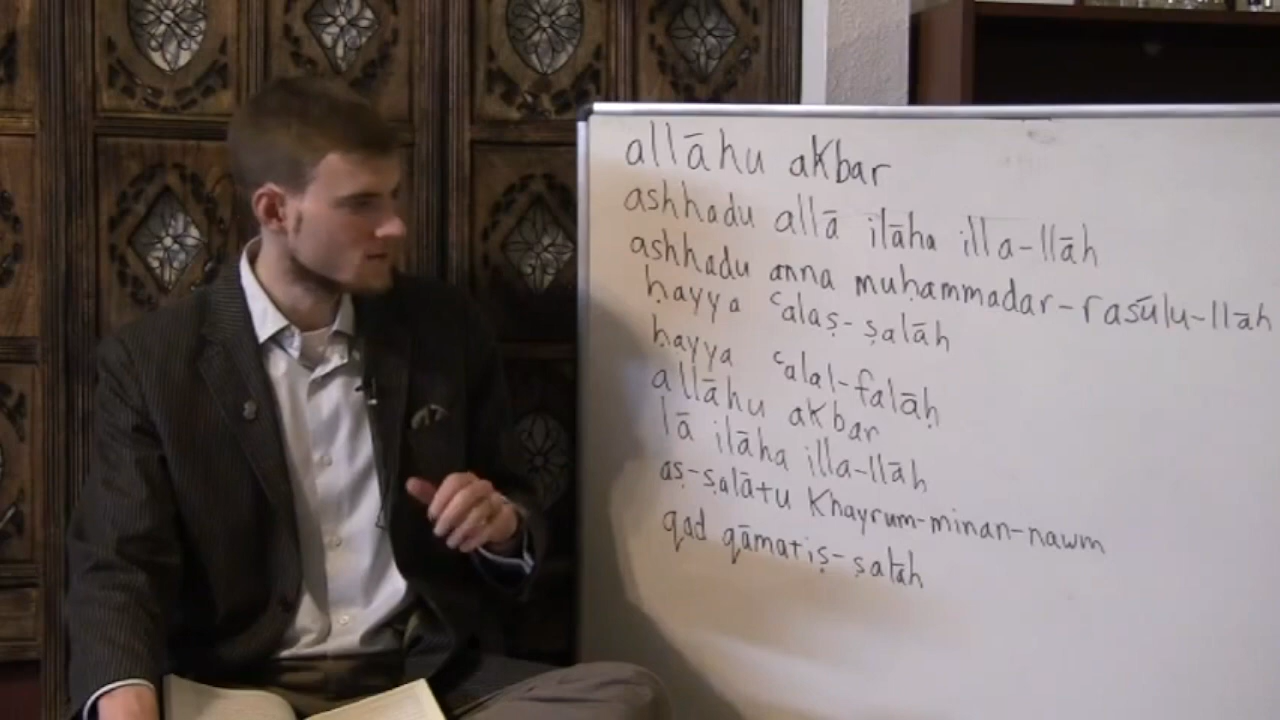 allāhu akbar
ashhadu allā ilāha illa-llāh
ashhadu anna muḥammadar-rasūlu-llāh
ḥayya ʿalaṣ-ṣalāh
ḥayya ʿalal-falāḥ
allāhu akbar
lā ilāha illa-llāh
aṣ-ṣalātu khayrum-minan-nawm
qad qāmatiṣ-ṣalāh